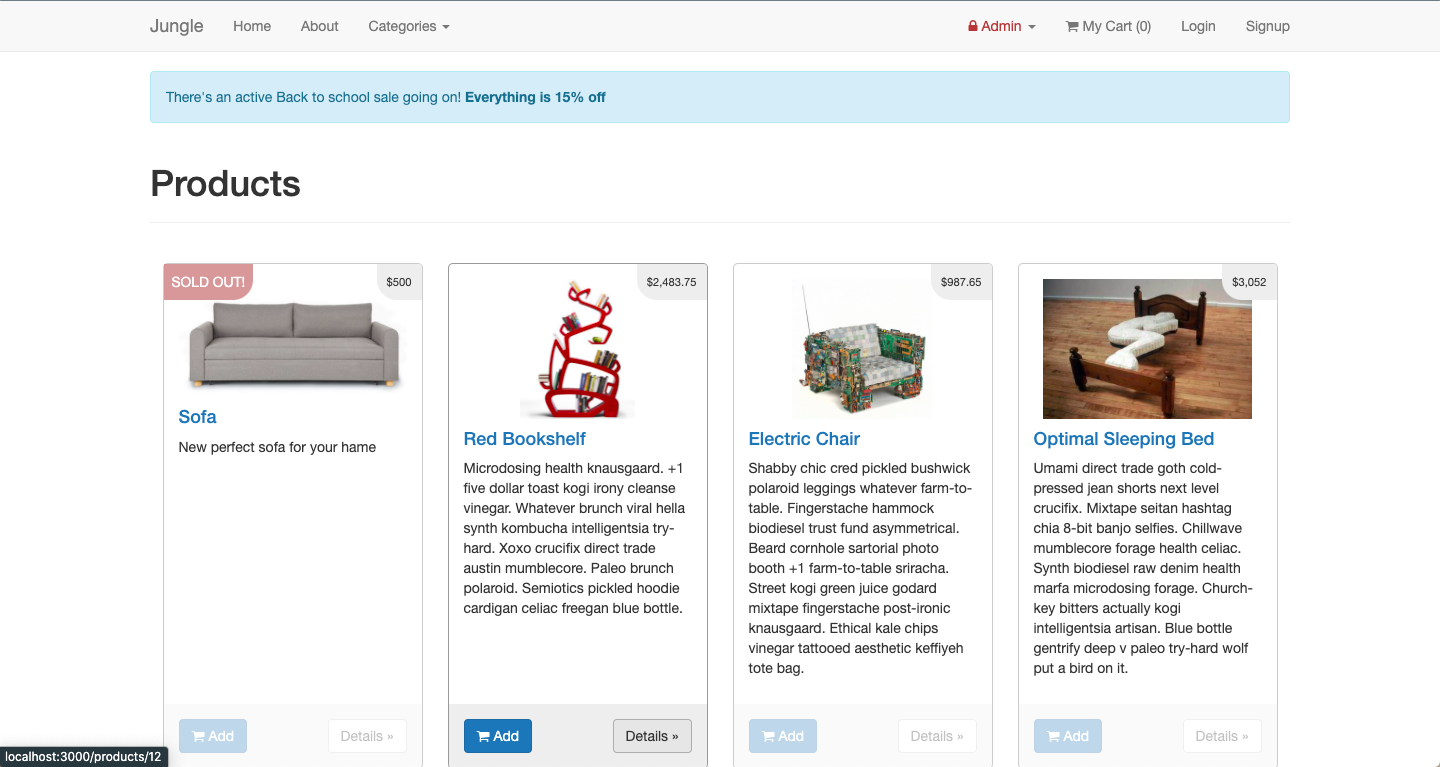 Jungle Home About Categories Admin My Cart (0) Login Signup
There's an active Back to school sale going on! Everything is 15% off
Products
SOLD OUT! $500
Sofa
New perfect sofa for your hame
Add Details »
$2,483.75
Red Bookshelf
Microdosing health knausgaard. +1
five dollar toast kogi irony cleanse
vinegar. Whatever brunch viral hella
synth kombucha intelligentsia try-
hard. Xoxo crucifix direct trade
austin mumblecore. Paleo brunch
polaroid. Semiotics pickled hoodie
cardigan celiac freegan blue bottle.
Add Details »
$987.65
Electric Chair
Shabby chic cred pickled bushwick
polaroid leggings whatever farm-to-
table. Fingerstache hammock
biodiesel trust fund asymmetrical.
Beard cornhole sartorial photo
booth +1 farm-to-table sriracha.
Street kogi green juice godard
mixtape fingerstache post-ironic
knausgaard. Ethical kale chips
vinegar tattooed aesthetic keffiyeh
tote bag.
Add Details »
$3,052
Optimal Sleeping Bed
Umami direct trade goth cold-
pressed jean shorts next level
crucifix. Mixtape seitan hashtag
chia 8-bit banjo selfies. Chillwave
mumblecore forage health celiac.
Synth biodiesel raw denim health
marfa microdosing forage. Church-
key bitters actually kogi
intelligentsia artisan. Blue bottle
gentrify deep v paleo try-hard wolf
put a bird on it.
Add Details »
localhost:3000/products/12